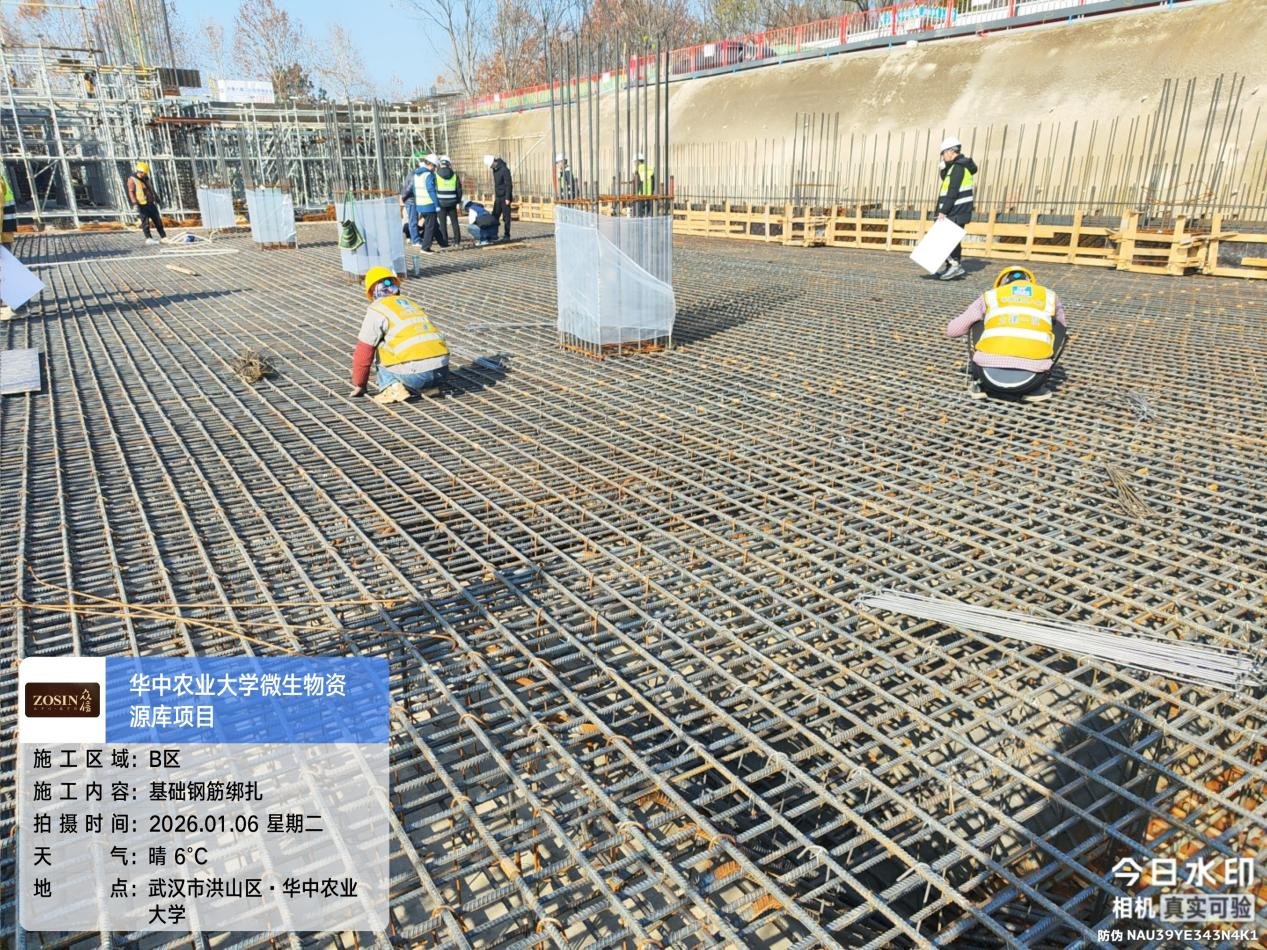 华中农业大学微生物资
源库项目
ZOSIN 众信
施工区域：B区
施工内容：基础钢筋绑扎
拍摄时间：2026.01.06 星期二
天气：晴 6℃
地点：武汉市洪山区·华中农业
大学
今日水印
相机 真实可验
防伪 NAU39YE343N4K1